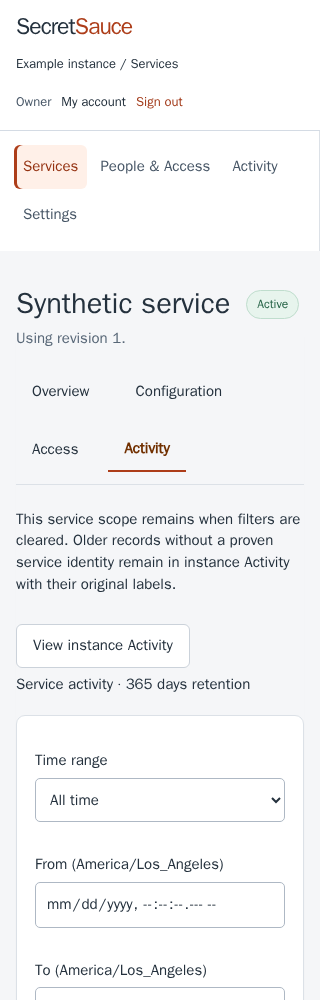 SecretSauce
Example instance / Services
Owner My account Sign out
Services People & Access Activity
Settings
Synthetic service Active
Using revision 1.
Overview Configuration
Access Activity
This service scope remains when filters are
cleared. Older records without a proven
service identity remain in instance Activity
with their original labels.
View instance Activity
Service activity · 365 days retention
Time range
All time
From (America/Los_Angeles)
mm/dd/yyyy, --:--:--.--- --
To (America/Los_Angeles)